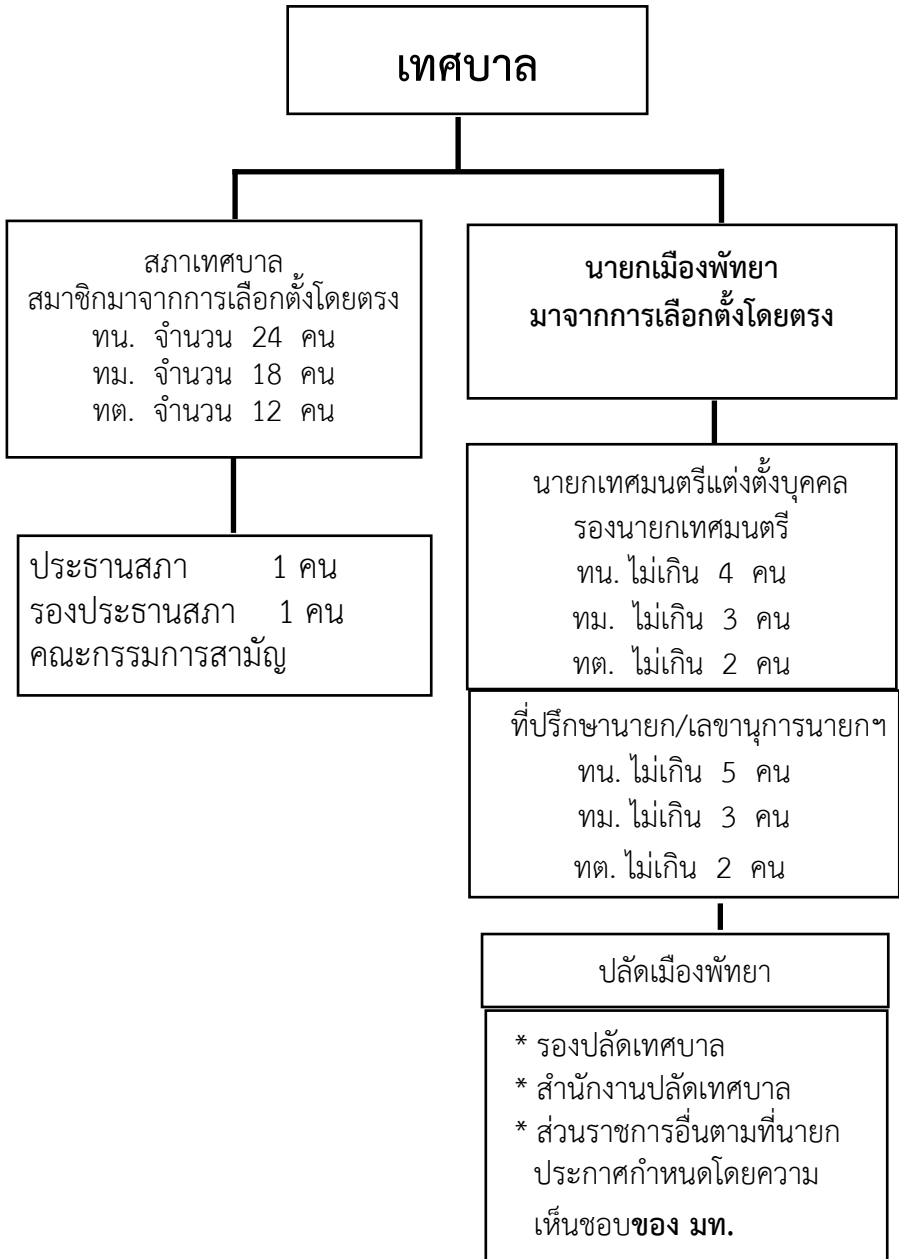 เทศบาล
สภาเทศบาล
สมาชิกมาจากการเลือกตั้งโดยตรง
ทน. จำนวน 24 คน
ทม. จำนวน 18 คน
ทต. จำนวน 12 คน
ประธานสภา 1 คน
รองประธานสภา 1 คน
คณะกรรมการสามัญ
นายกเมืองพัทยา
มาจากการเลือกตั้งโดยตรง
นายกเทศมนตรีแต่งตั้งบุคคล
รองนายกเทศมนตรี
ทน. ไม่เกิน 4 คน
ทม. ไม่เกิน 3 คน
ทต. ไม่เกิน 2 คน
ที่ปรึกษานายก/เลขานุการนายกฯ
ทน. ไม่เกิน 5 คน
ทม. ไม่เกิน 3 คน
ทต. ไม่เกิน 2 คน
ปลัดเมืองพัทยา
* รองปลัดเทศบาล
* สำนักงานปลัดเทศบาล
* ส่วนราชการอื่นตามที่นายก
ประกาศกำหนดโดยความ
เห็นชอบของ มท.